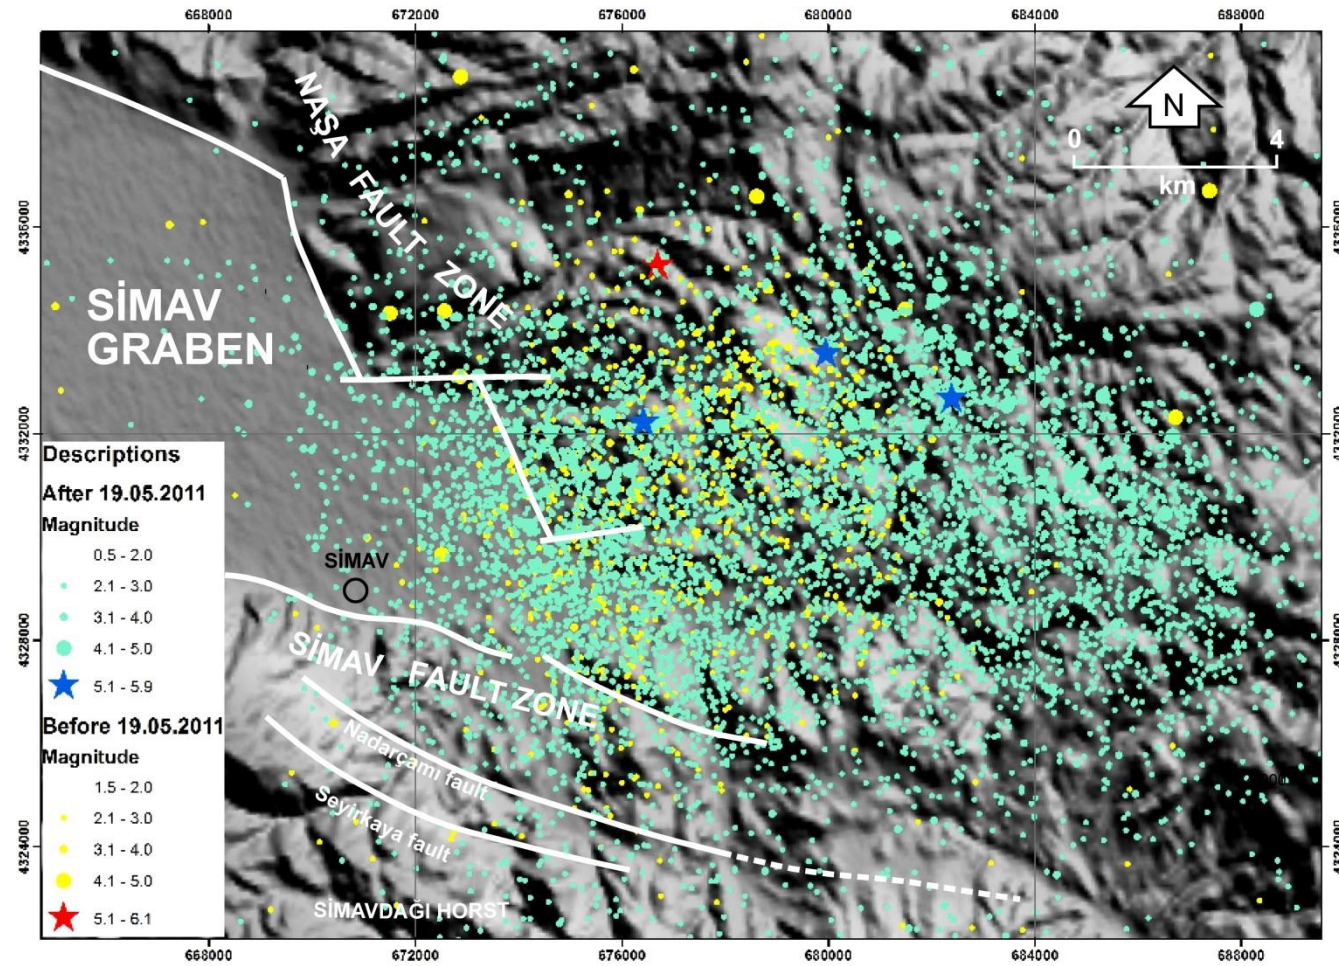 668000 672000 676000 680000 684000 688000
N
0 4
km
NAŞA FAULT ZONE
4336000
4336000
SİMAV
GRABEN
4332000
4332000
Descriptions
After 19.05.2011
Magnitude
0.5 - 2.0
2.1 - 3.0
3.1 - 4.0
4.1 - 5.0
5.1 - 5.9
Before 19.05.2011
Magnitude
1.5 - 2.0
2.1 - 3.0
3.1 - 4.0
4.1 - 5.0
5.1 - 6.1
SİMAV
4328000
4328000
SİMAV FAULT ZONE
Nadarçamı fault
Seyirkaya fault
4324000
4324000
SİMAVDAĞI HORST
668000 672000 676000 680000 684000 688000